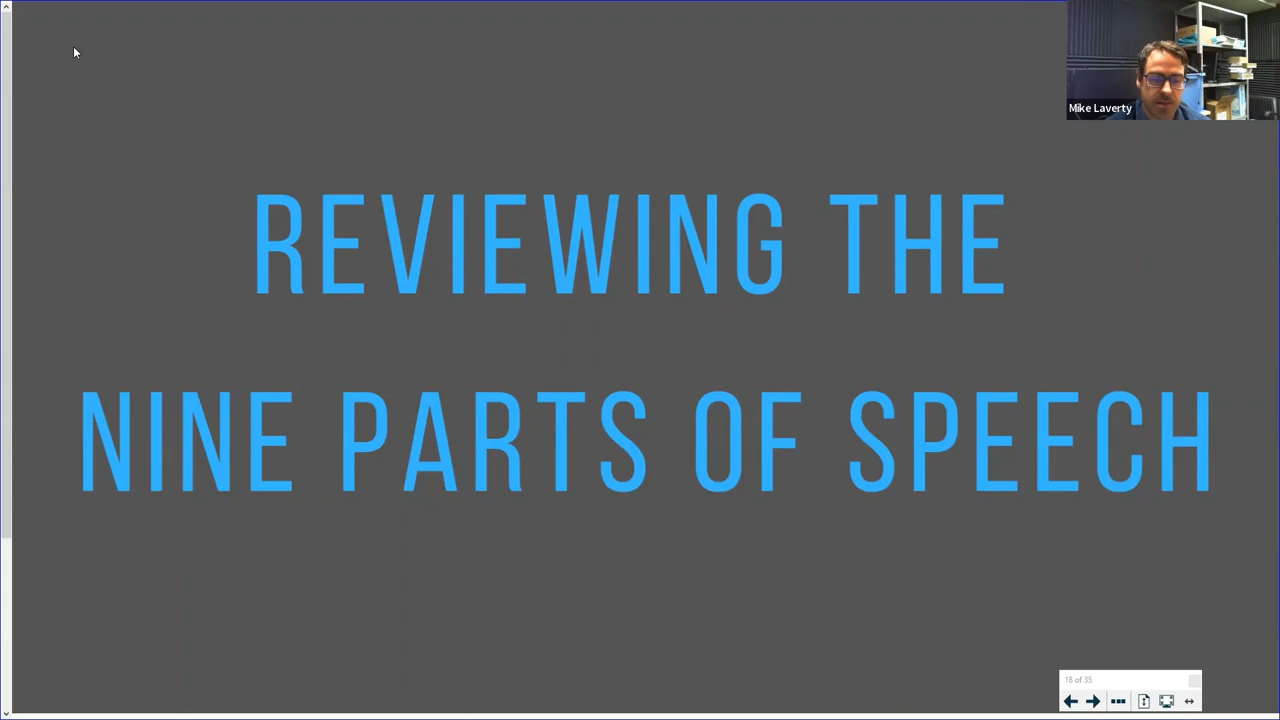 Mike Laverty
REVIEWING THE
NINE PARTS OF SPEECH
18 of 35